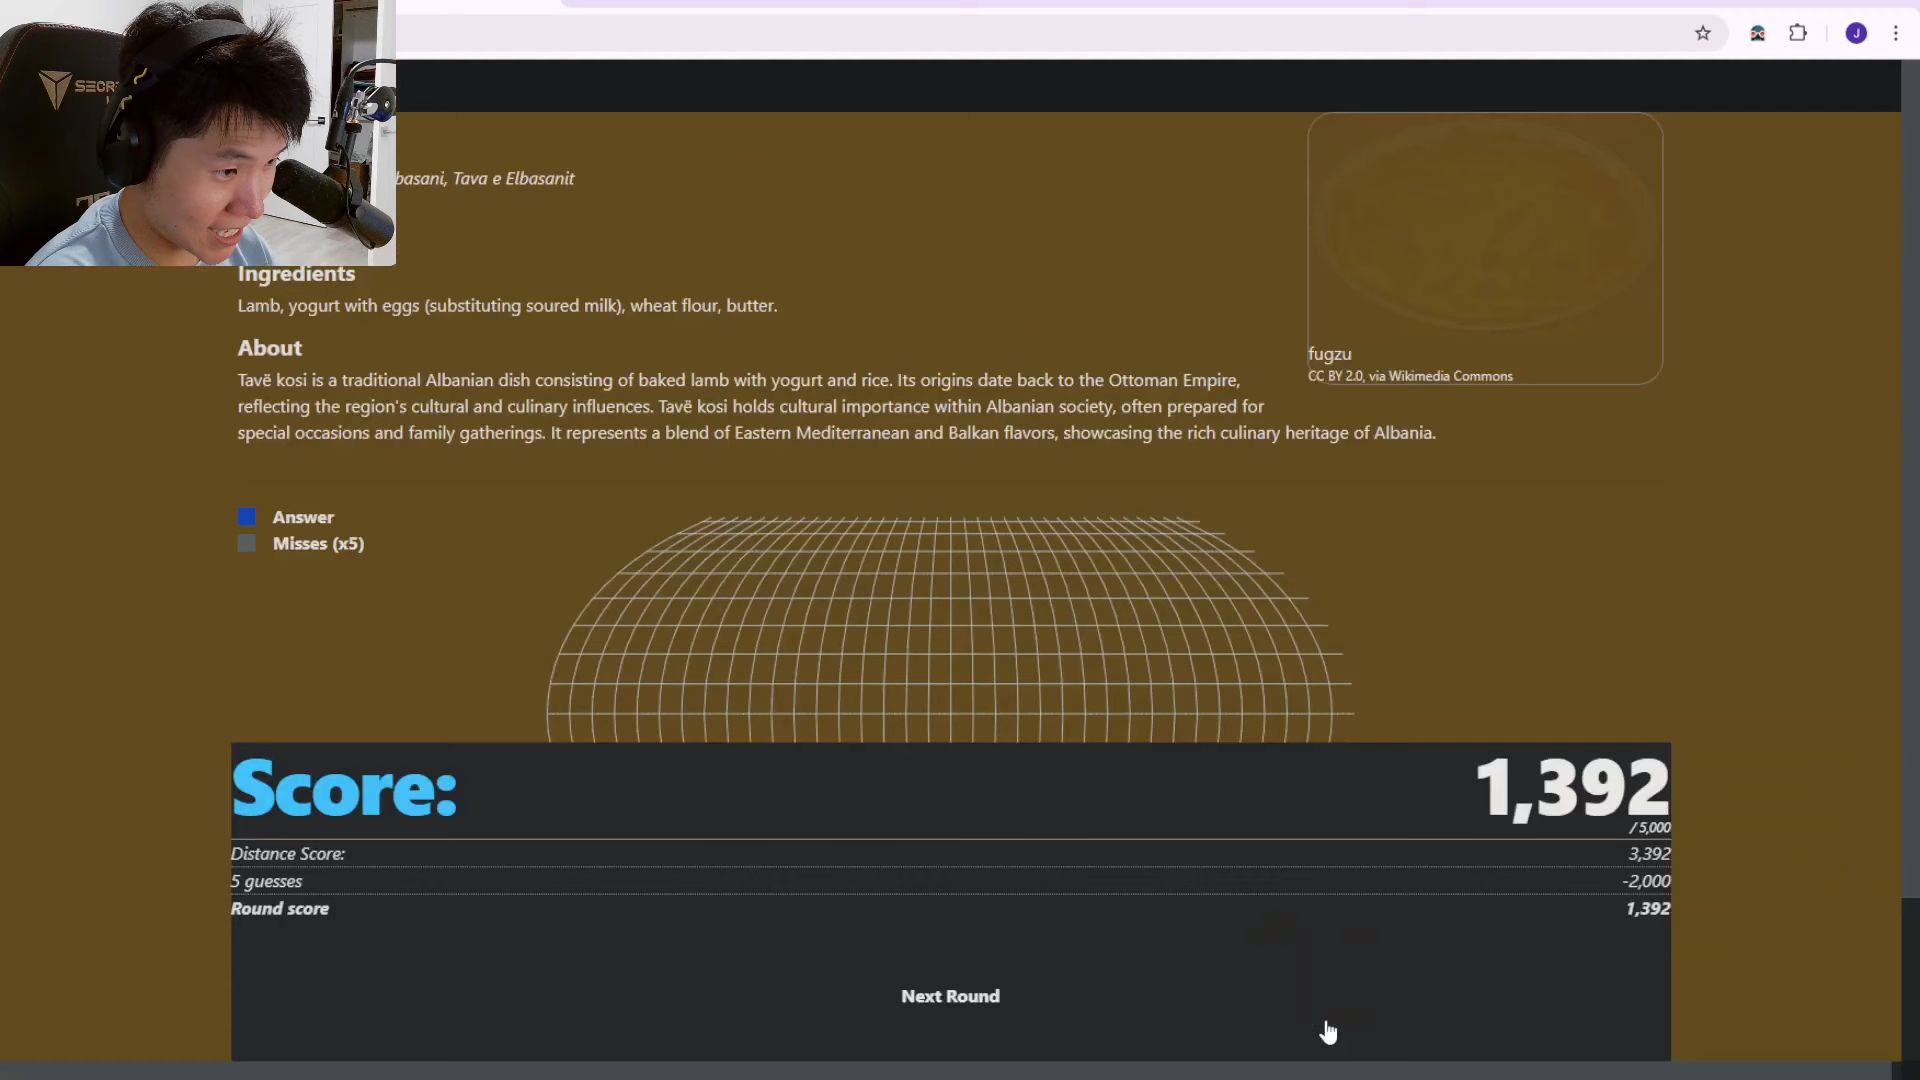 J
SECR
basani, Tava e Elbasanit
Ingredients
Lamb, yogurt with eggs (substituting soured milk), wheat flour, butter.
About
Tavë kosi is a traditional Albanian dish consisting of baked lamb with yogurt and rice. Its origins date back to the Ottoman Empire,
reflecting the region's cultural and culinary influences. Tavë kosi holds cultural importance within Albanian society, often prepared for
special occasions and family gatherings. It represents a blend of Eastern Mediterranean and Balkan flavors, showcasing the rich culinary heritage of Albania.
fugzu
CC BY 2.0, via Wikimedia Commons
Answer
Misses (x5)
Score:
1,392
/ 5,000
Distance Score:
3,392
5 guesses
-2,000
Round score
1,392
Next Round